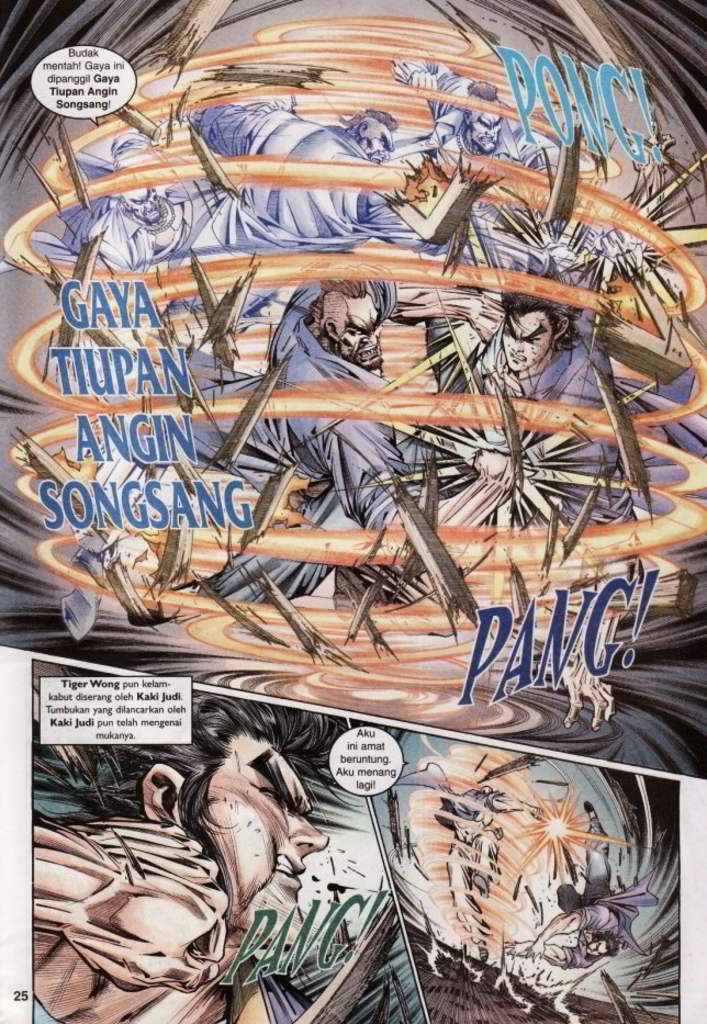 Budak
mentah! Gaya ini
dipanggil Gaya
Tiupan Angin
Songsang!
PONG!
GAYA
TIUPAN
ANGIN
SONGSANG
PANG!
Tiger Wong pun kelam-
kabut diserang oleh Kaki Judi.
Tumbukan yang dilancarkan oleh
Kaki Judi pun telah mengenai
mukanya.
Aku
ini amat
beruntung.
Aku menang
lagi!
PANG!
25